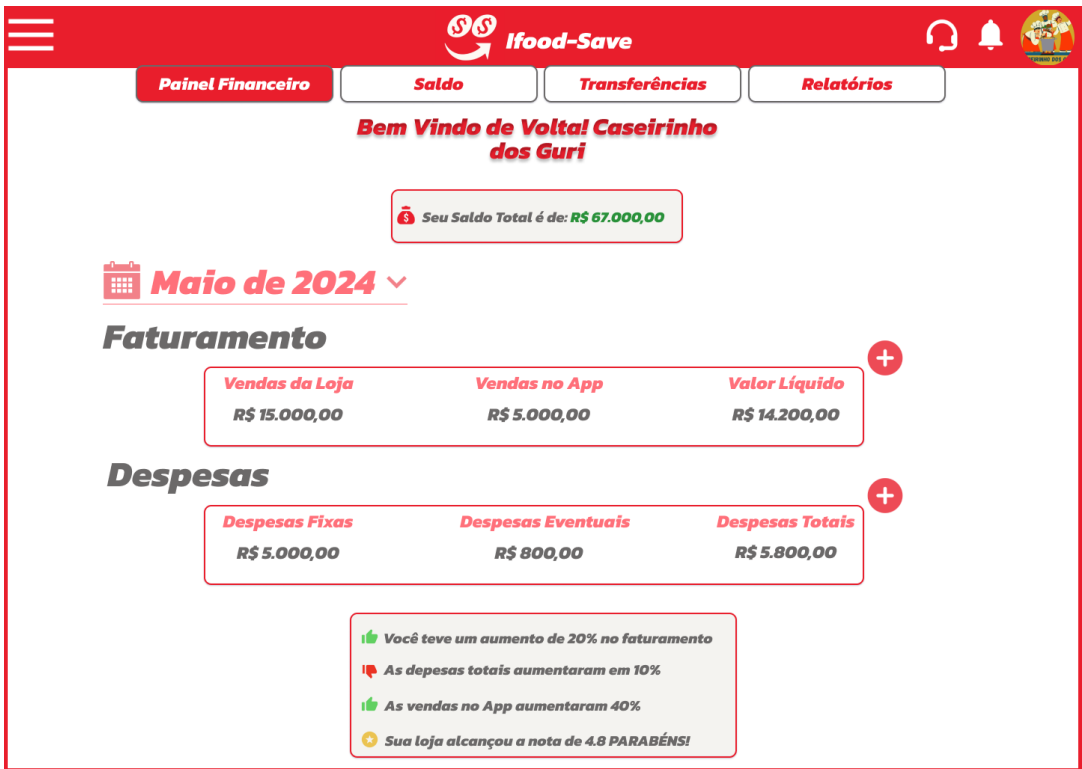 Ifood-Save
Painel Financeiro Saldo Transferências Relatórios
Bem Vindo de Volta! Caseirinho
dos Guri
Seu Saldo Total é de: R$ 67.000,00
Maio de 2024
Faturamento
Vendas da Loja Vendas no App Valor Líquido
R$ 15.000,00 R$ 5.000,00 R$ 14.200,00
Despesas
Despesas Fixas Despesas Eventuais Despesas Totais
R$ 5.000,00 R$ 800,00 R$ 5.800,00
Você teve um aumento de 20% no faturamento
As depesas totais aumentaram em 10%
As vendas no App aumentaram 40%
Sua loja alcançou a nota de 4.8 PARABÉNS!